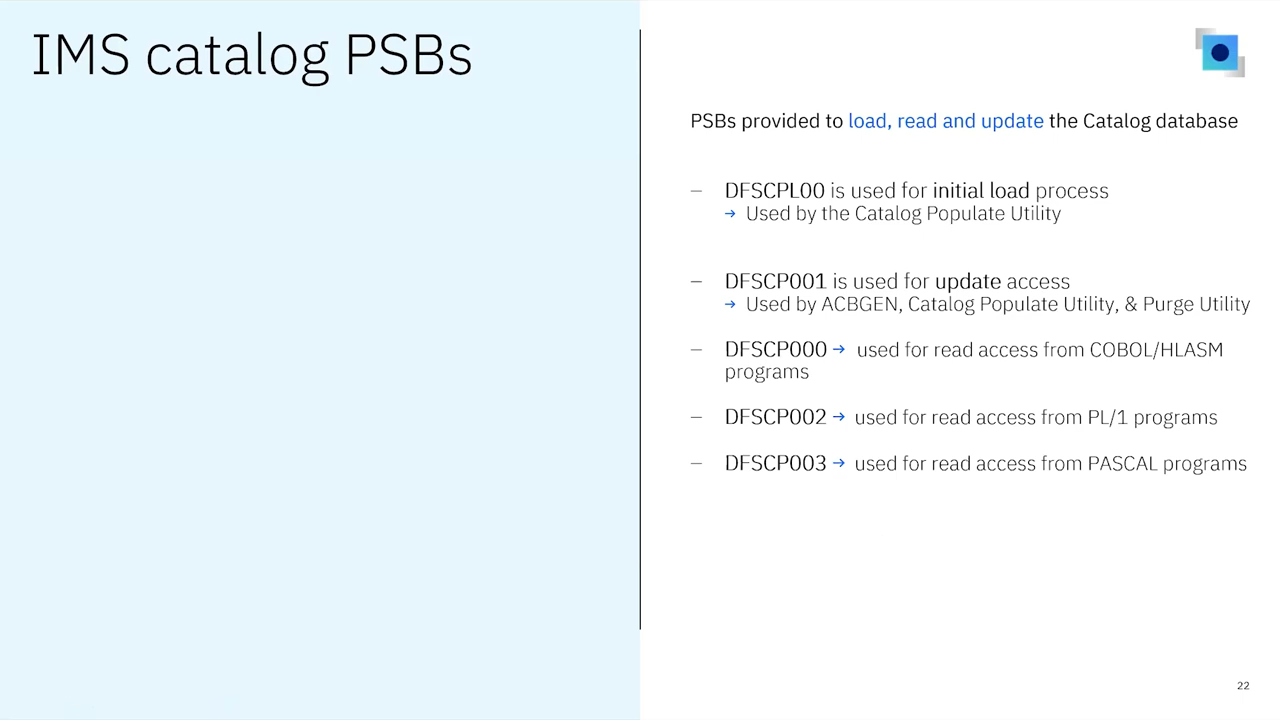 IMS catalog PSBs
PSBs provided to load, read and update the Catalog database
– DFSCPL00 is used for initial load process
→ Used by the Catalog Populate Utility
– DFSCP001 is used for update access
→ Used by ACBGEN, Catalog Populate Utility, & Purge Utility
– DFSCP000 → used for read access from COBOL/HLASM
programs
– DFSCP002 → used for read access from PL/1 programs
– DFSCP003 → used for read access from PASCAL programs
22